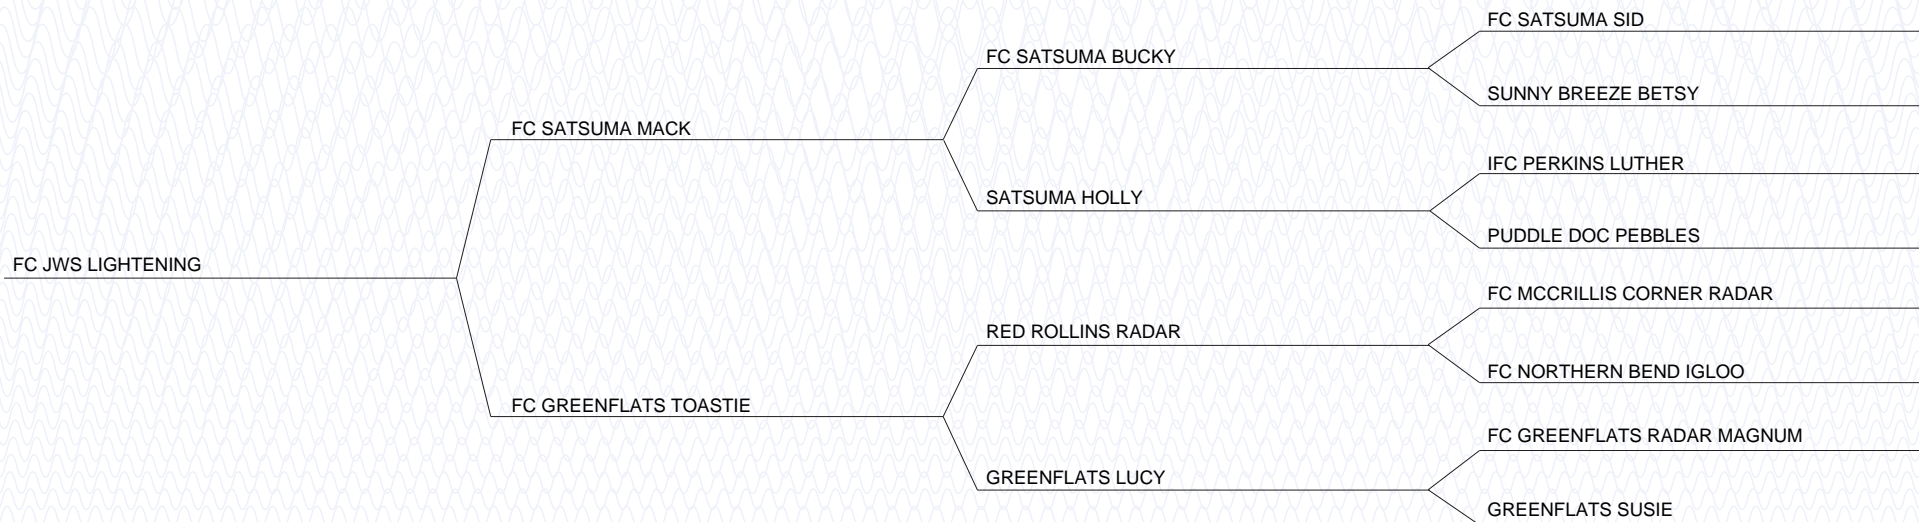 FC SATSUMA SID
FC SATSUMA BUCKY
SUNNY BREEZE BETSY
FC SATSUMA MACK
IFC PERKINS LUTHER
SATSUMA HOLLY
PUDDLE DOC PEBBLES
FC JWS LIGHTENING
FC MCCRILLIS CORNER RADAR
RED ROLLINS RADAR
FC NORTHERN BEND IGLOO
FC GREENFLATS TOASTIE
FC GREENFLATS RADAR MAGNUM
GREENFLATS LUCY
GREENFLATS SUSIE